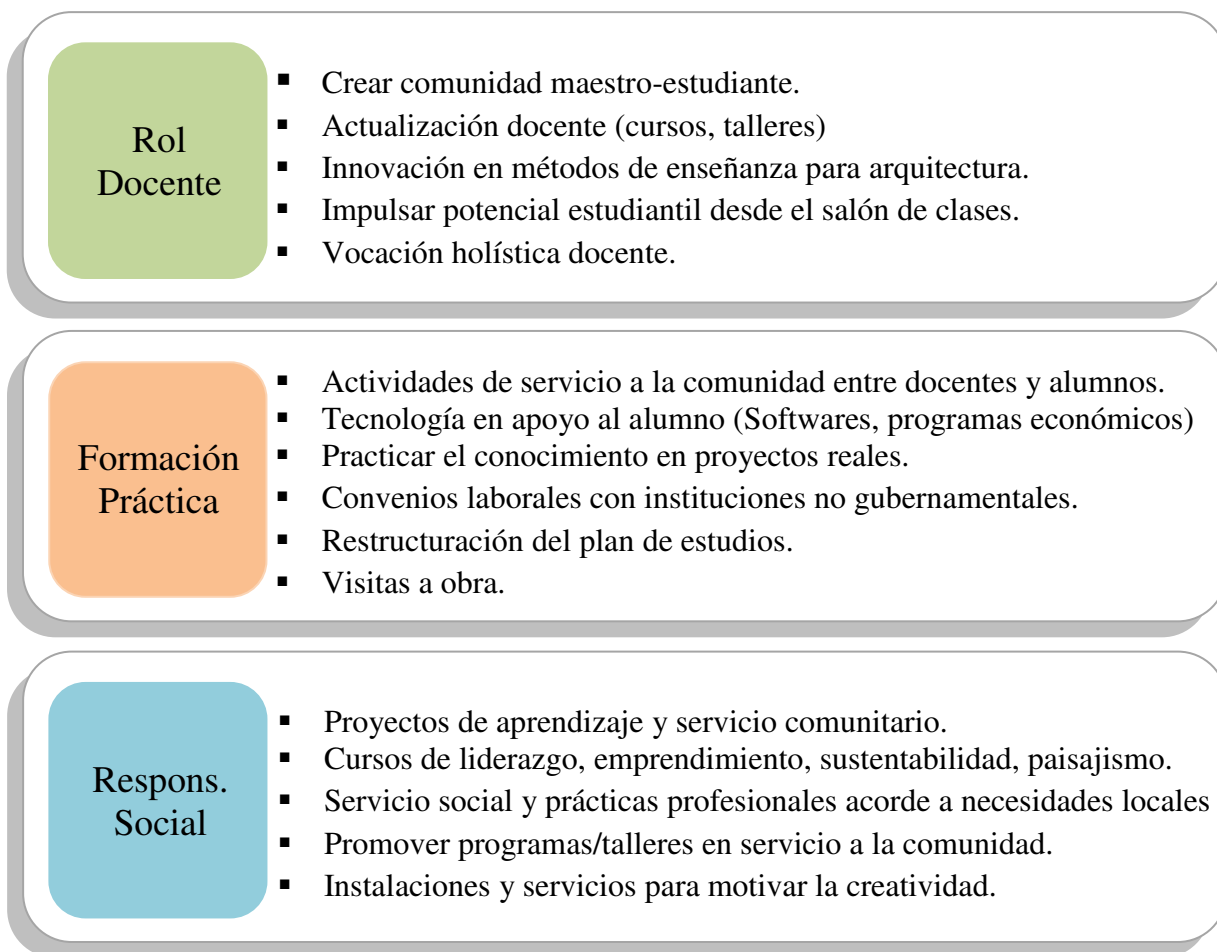 Rol
Docente
▪ Crear comunidad maestro-estudiante.
▪ Actualización docente (cursos, talleres)
▪ Innovación en métodos de enseñanza para arquitectura.
▪ Impulsar potencial estudiantil desde el salón de clases.
▪ Vocación holística docente.
Formación
Práctica
▪ Actividades de servicio a la comunidad entre docentes y alumnos.
▪ Tecnología en apoyo al alumno (Softwares, programas económicos)
▪ Practicar el conocimiento en proyectos reales.
▪ Convenios laborales con instituciones no gubernamentales.
▪ Restructuración del plan de estudios.
▪ Visitas a obra.
Respons.
Social
▪ Proyectos de aprendizaje y servicio comunitario.
▪ Cursos de liderazgo, emprendimiento, sustentabilidad, paisajismo.
▪ Servicio social y prácticas profesionales acorde a necesidades locales
▪ Promover programas/talleres en servicio a la comunidad.
▪ Instalaciones y servicios para motivar la creatividad.